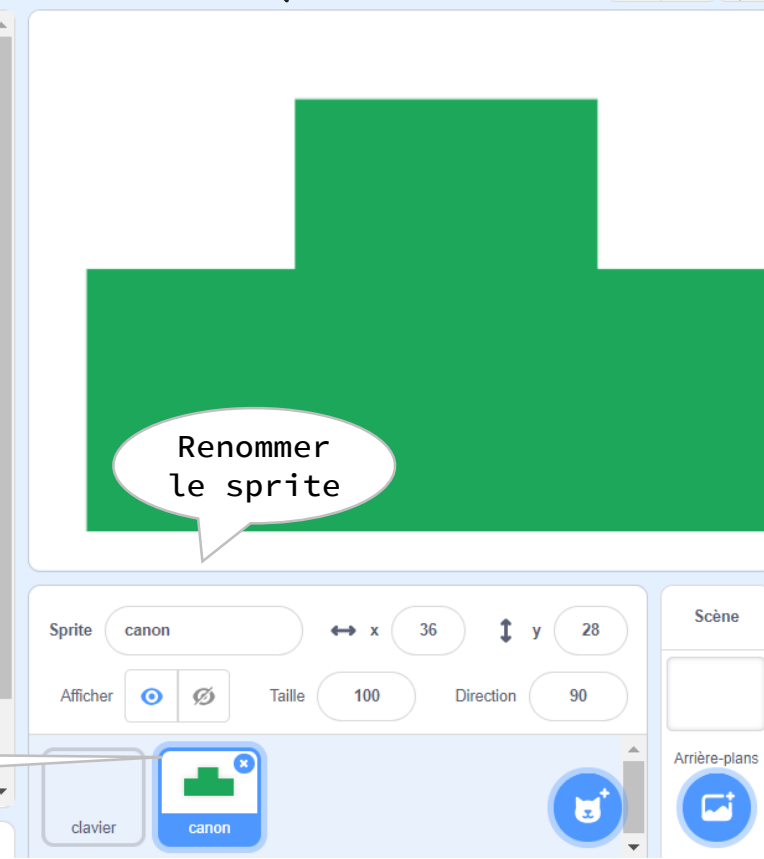 Renommer
le sprite
Sprite canon x 36 y 28
Scène
Afficher Taille 100 Direction 90
Arrière-plans
clavier canon